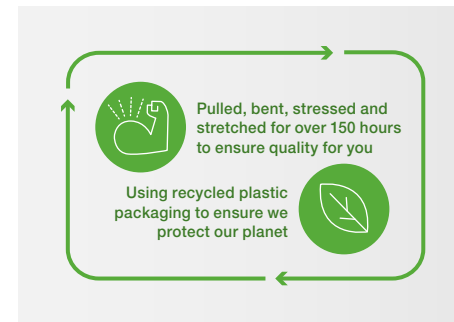 Pulled, bent, stressed and
stretched for over 150 hours
to ensure quality for you
Using recycled plastic
packaging to ensure we
protect our planet